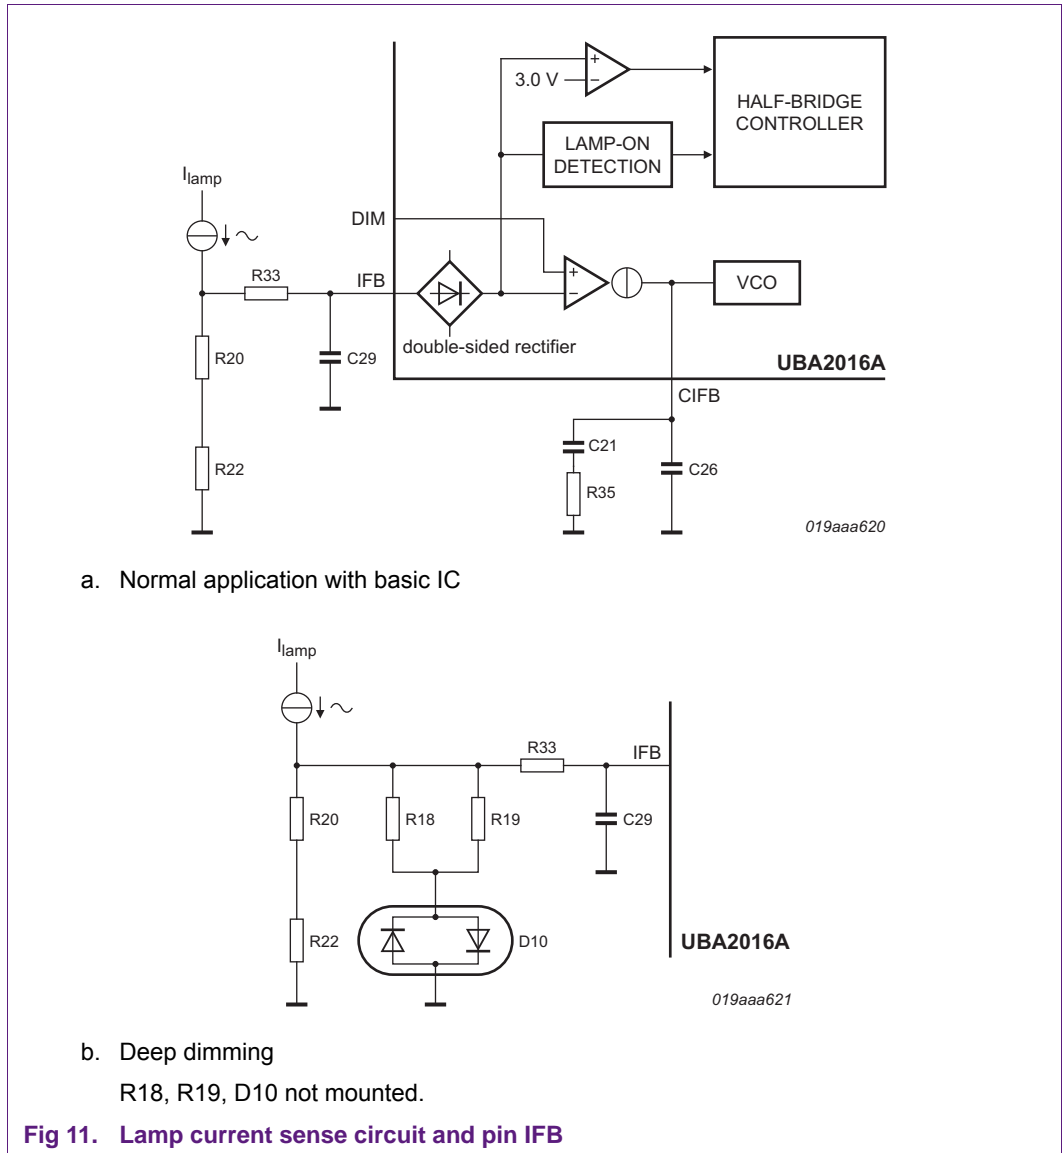 3.0 V
+
−
HALF-BRIDGE
CONTROLLER
LAMP-ON
DETECTION
Ilamp
DIM
R33
IFB
+
−
VCO
R20
C29
double-sided rectifier
UBA2016A
CIFB
R22
C21
C26
R35
019aaa620
a. Normal application with basic IC
Ilamp
R33
IFB
R20
R18
R19
C29
R22
D10
UBA2016A
019aaa621
b. Deep dimming
R18, R19, D10 not mounted.
Fig 11. Lamp current sense circuit and pin IFB